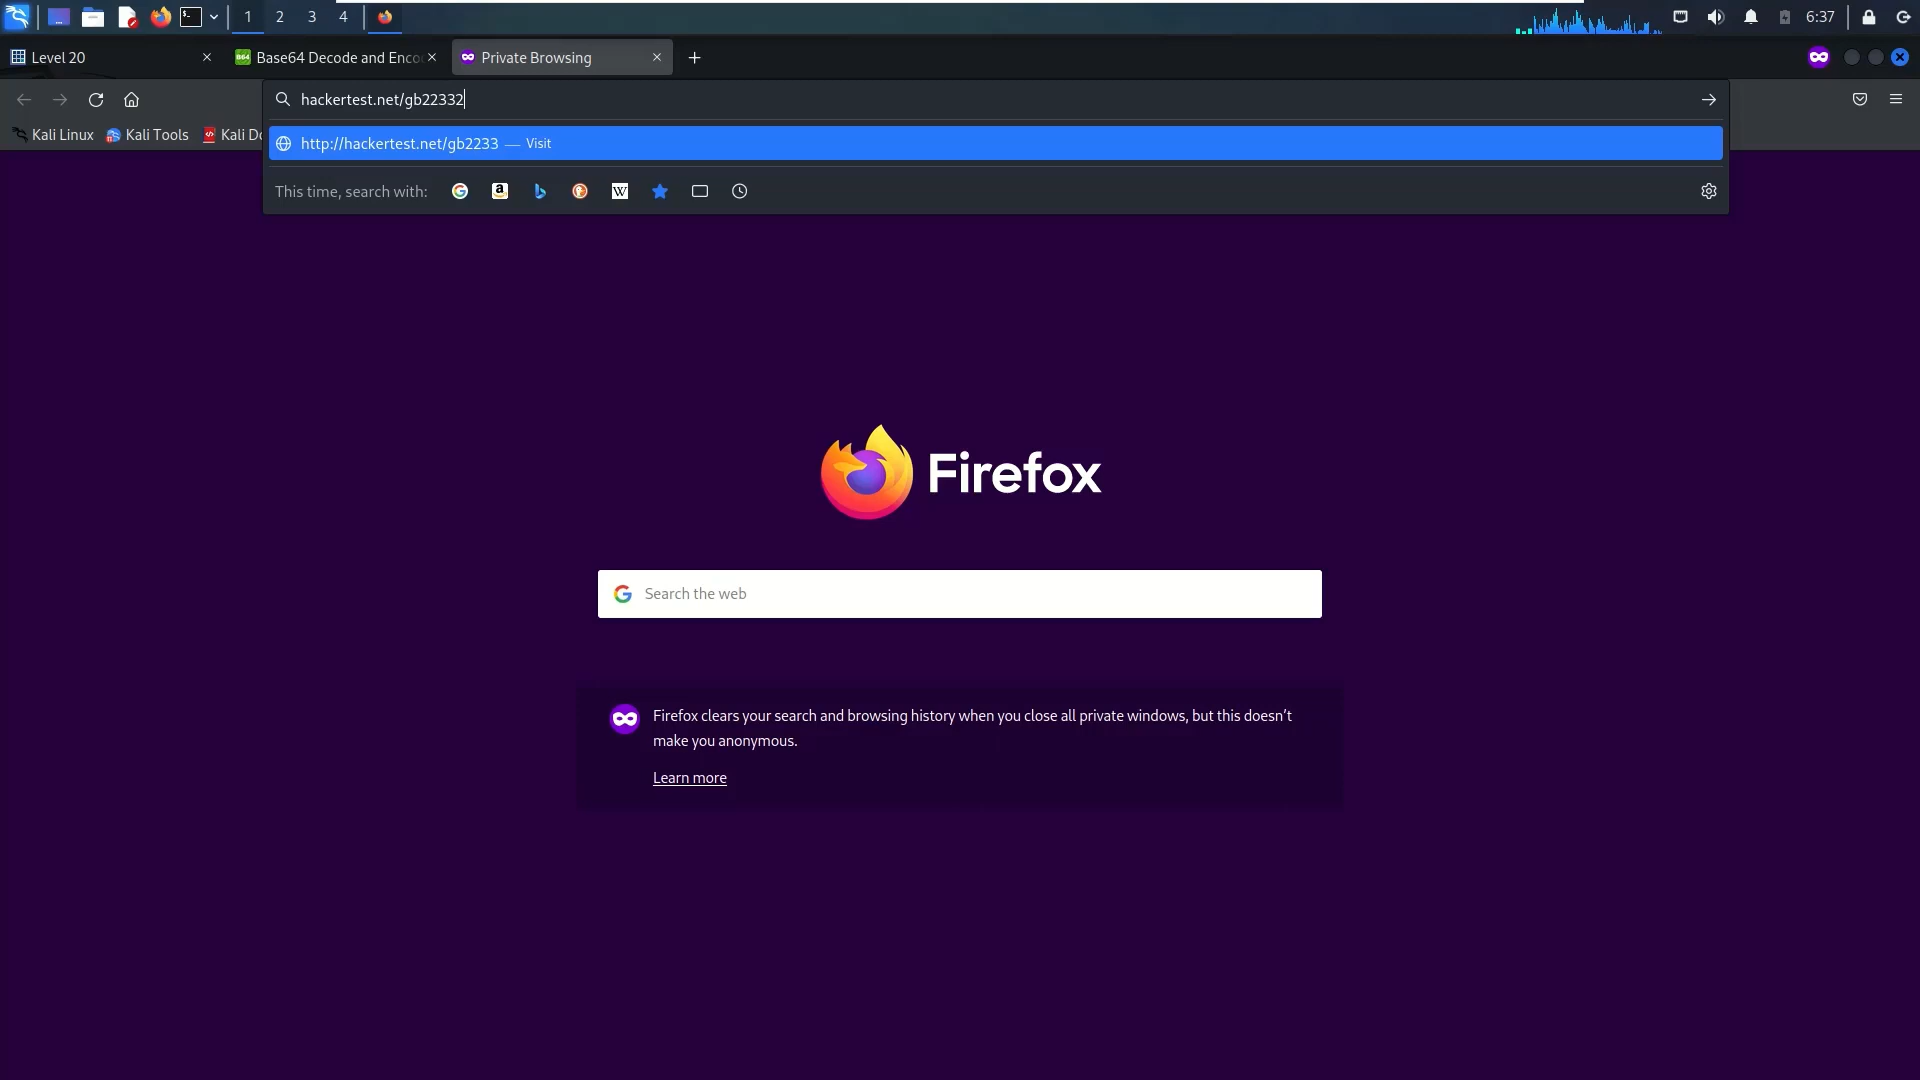 1 2 3 4 6:37
Level 20
Base64 Decode and Enco
Private Browsing
hackertest.net/gb22332
Kali Linux
Kali Tools
Kali Do
http://hackertest.net/gb2233 — Visit
This time, search with:
Firefox
Search the web
Firefox clears your search and browsing history when you close all private windows, but this doesn't
make you anonymous.
Learn more